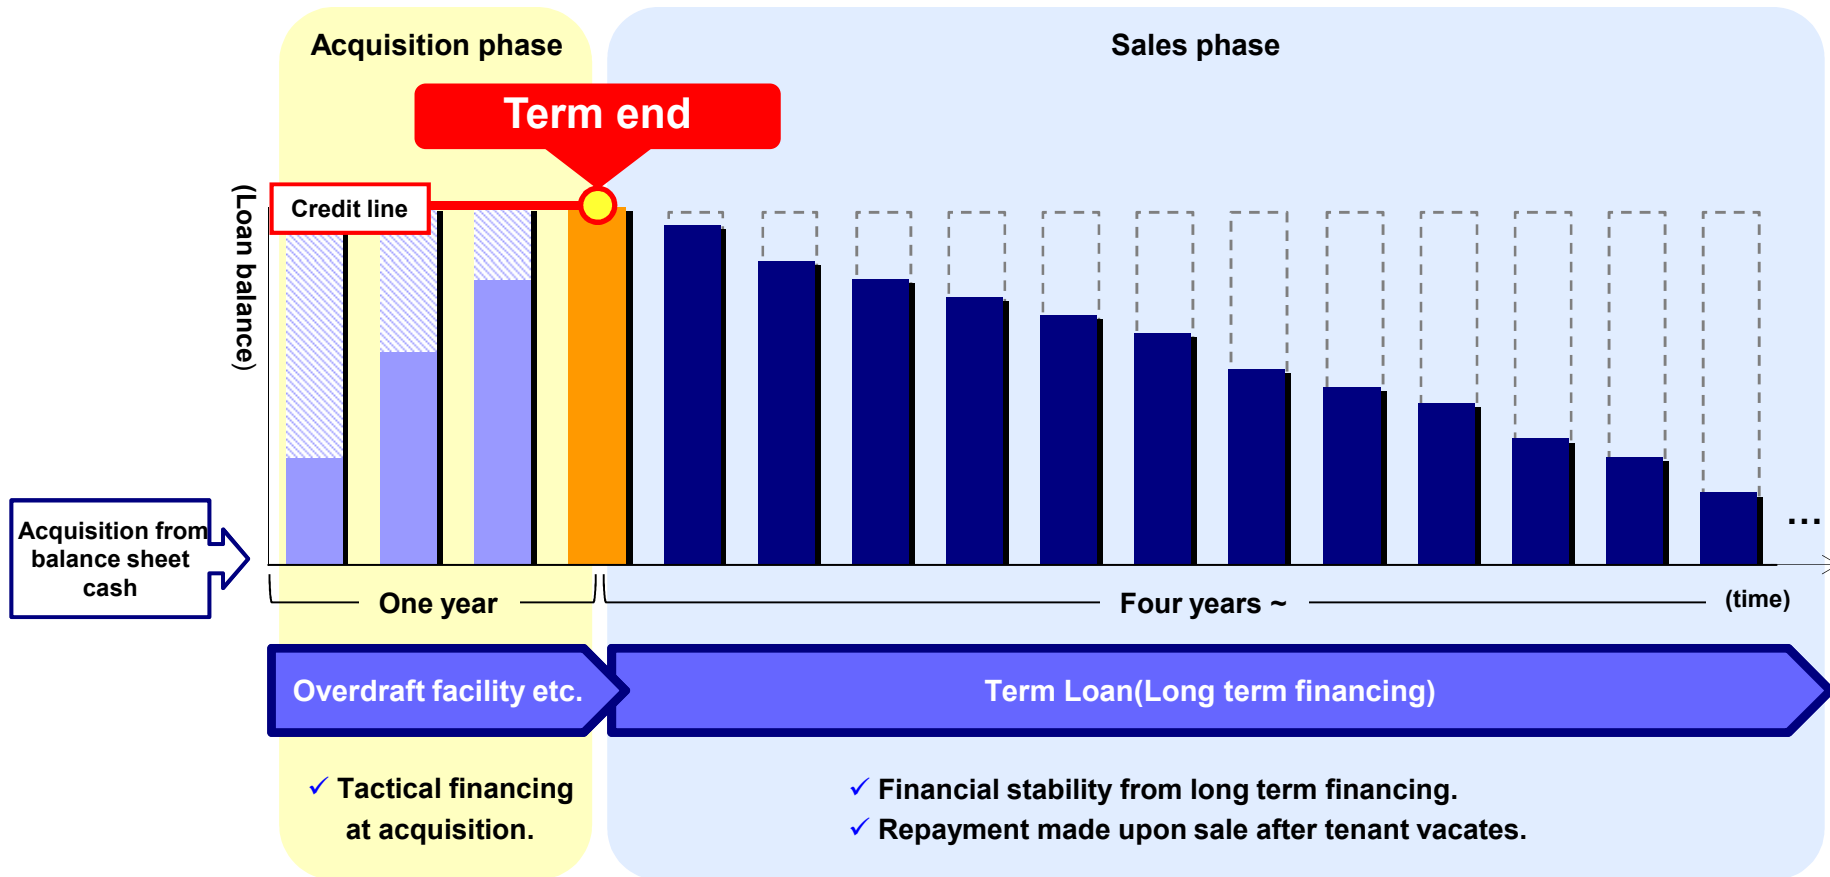 Acquisition phase
Sales phase
Term end
(Loan balance)
Credit line
Acquisition from
balance sheet
cash
...
One year
Four years ~
(time)
Overdraft facility etc.
Term Loan(Long term financing)
✓ Tactical financing
at acquisition.
✓ Financial stability from long term financing.
✓ Repayment made upon sale after tenant vacates.